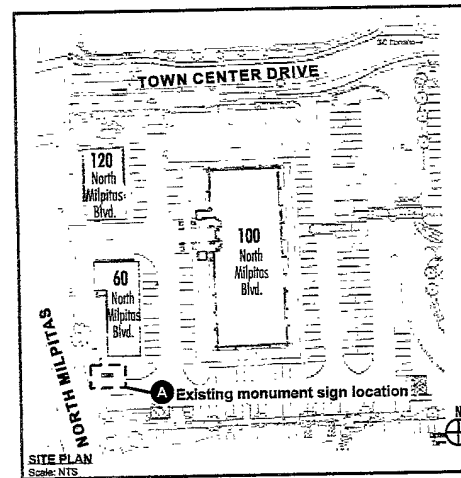 TOWN CENTER DRIVE
120
North
Milpitas
Blvd.
100
North
Milpitas
Blvd.
60
North
Milpitas
Blvd.
NORTH MILPITAS
A Existing monument sign location
N
SITE PLAN
Scale: NTS